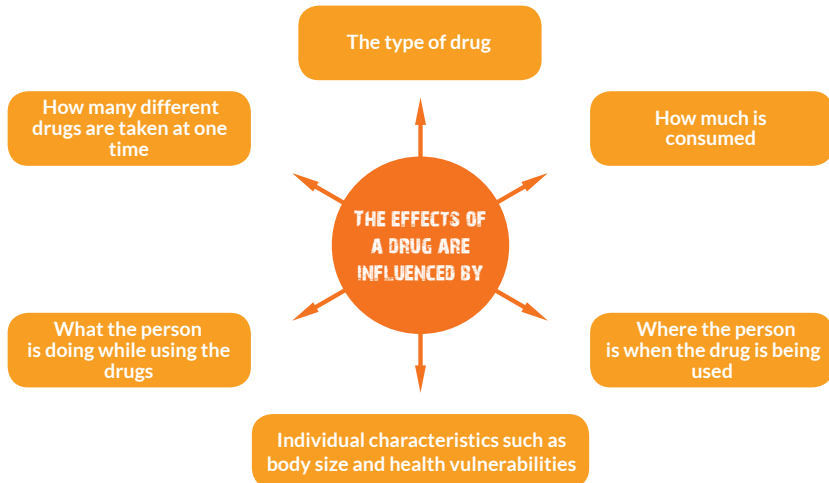 The type of drug
How many different
drugs are taken at one
time
How much is
consumed
THE EFFECTS OF
A DRUG ARE
INFLUENCED BY
What the person
is doing while using the
drugs
Where the person
is when the drug is being
used
Individual characteristics such as
body size and health vulnerabilities